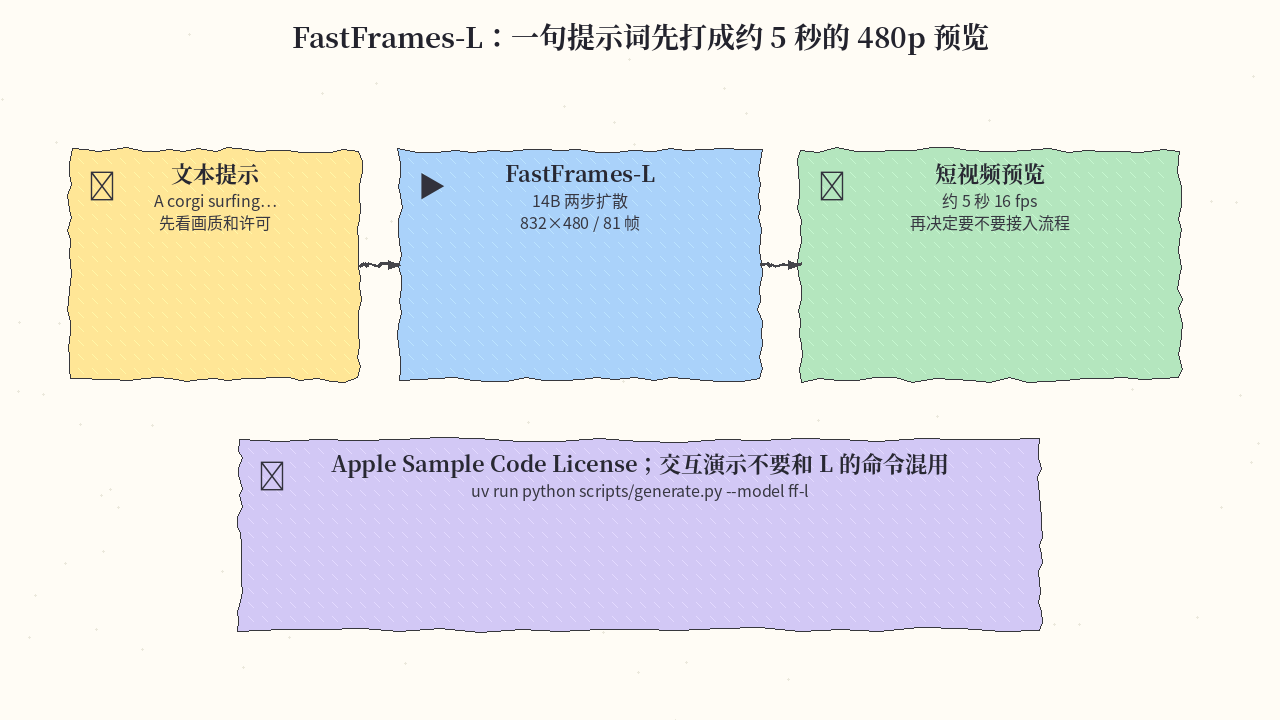 FastFrames-L：一句提示词先打成约 5 秒的 480p 预览
文本提示
A corgi surfing…
先看画质和许可
FastFrames-L
14B 两步扩散
832×480 / 81 帧
短视频预览
约 5 秒 16 fps
再决定要不要接入流程
Apple Sample Code License；交互演示不要和 L 的命令混用
uv run python scripts/generate.py --model ff-l